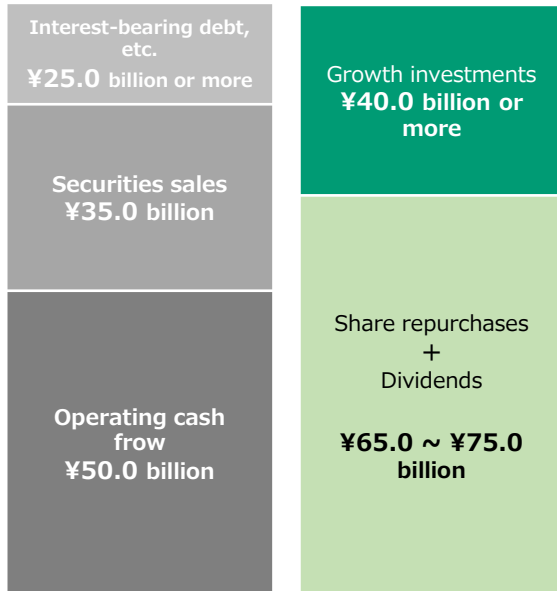 Interest-bearing debt,
etc.
¥25.0 billion or more
Securities sales
¥35.0 billion
Operating cash
frow
¥50.0 billion
Growth investments
¥40.0 billion or
more
Share repurchases
+
Dividends
¥65.0 ~ ¥75.0
billion